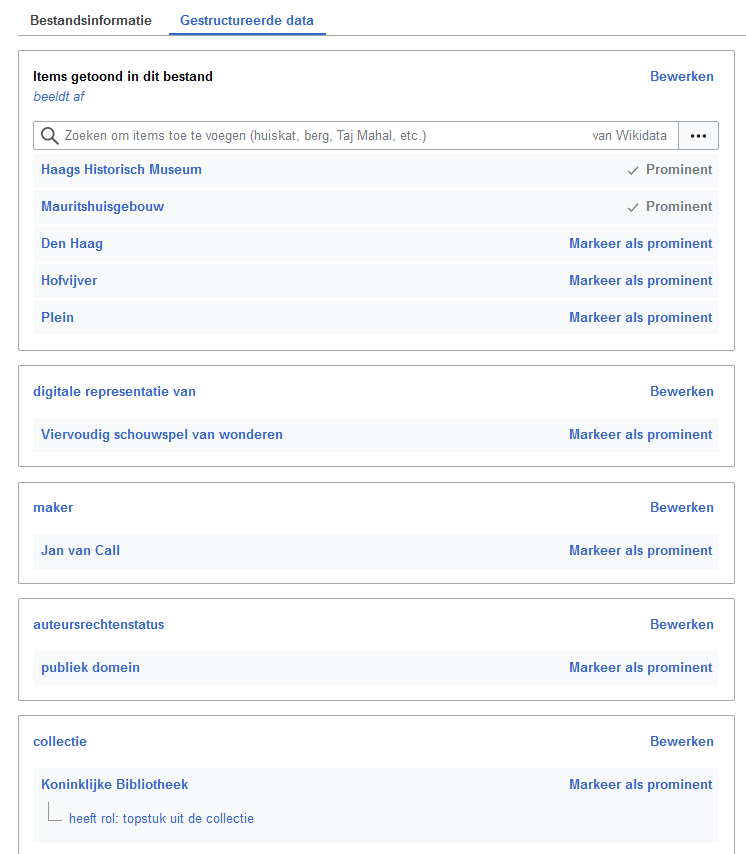 Bestandsinformatie Gestructureerde data
Items getoond in dit bestand Bewerken
beeldt af
Zoeken om items toe te voegen (huiskat, berg, Taj Mahal, etc.) van Wikidata ...
Haags Historisch Museum Prominent
Mauritshuisgebouw Prominent
Den Haag Markeer als prominent
Hofvijver Markeer als prominent
Plein Markeer als prominent
digitale representatie van Bewerken
Viervoudig schouwspel van wonderen Markeer als prominent
maker Bewerken
Jan van Call Markeer als prominent
auteursrechtenstatus Bewerken
publiek domein Markeer als prominent
collectie Bewerken
Koninklijke Bibliotheek Markeer als prominent
heeft rol: topstuk uit de collectie